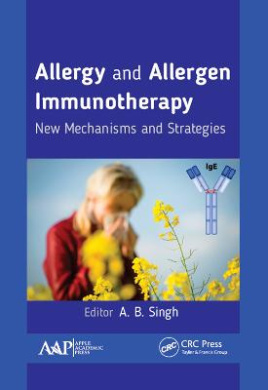 Allergy and Allergen
Immunotherapy
New Mechanisms and Strategies
IgE
Editor A. B. Singh
AAP APPLE
ACADEMIC
PRESS
CRC CRC Press
Taylor & Francis Group